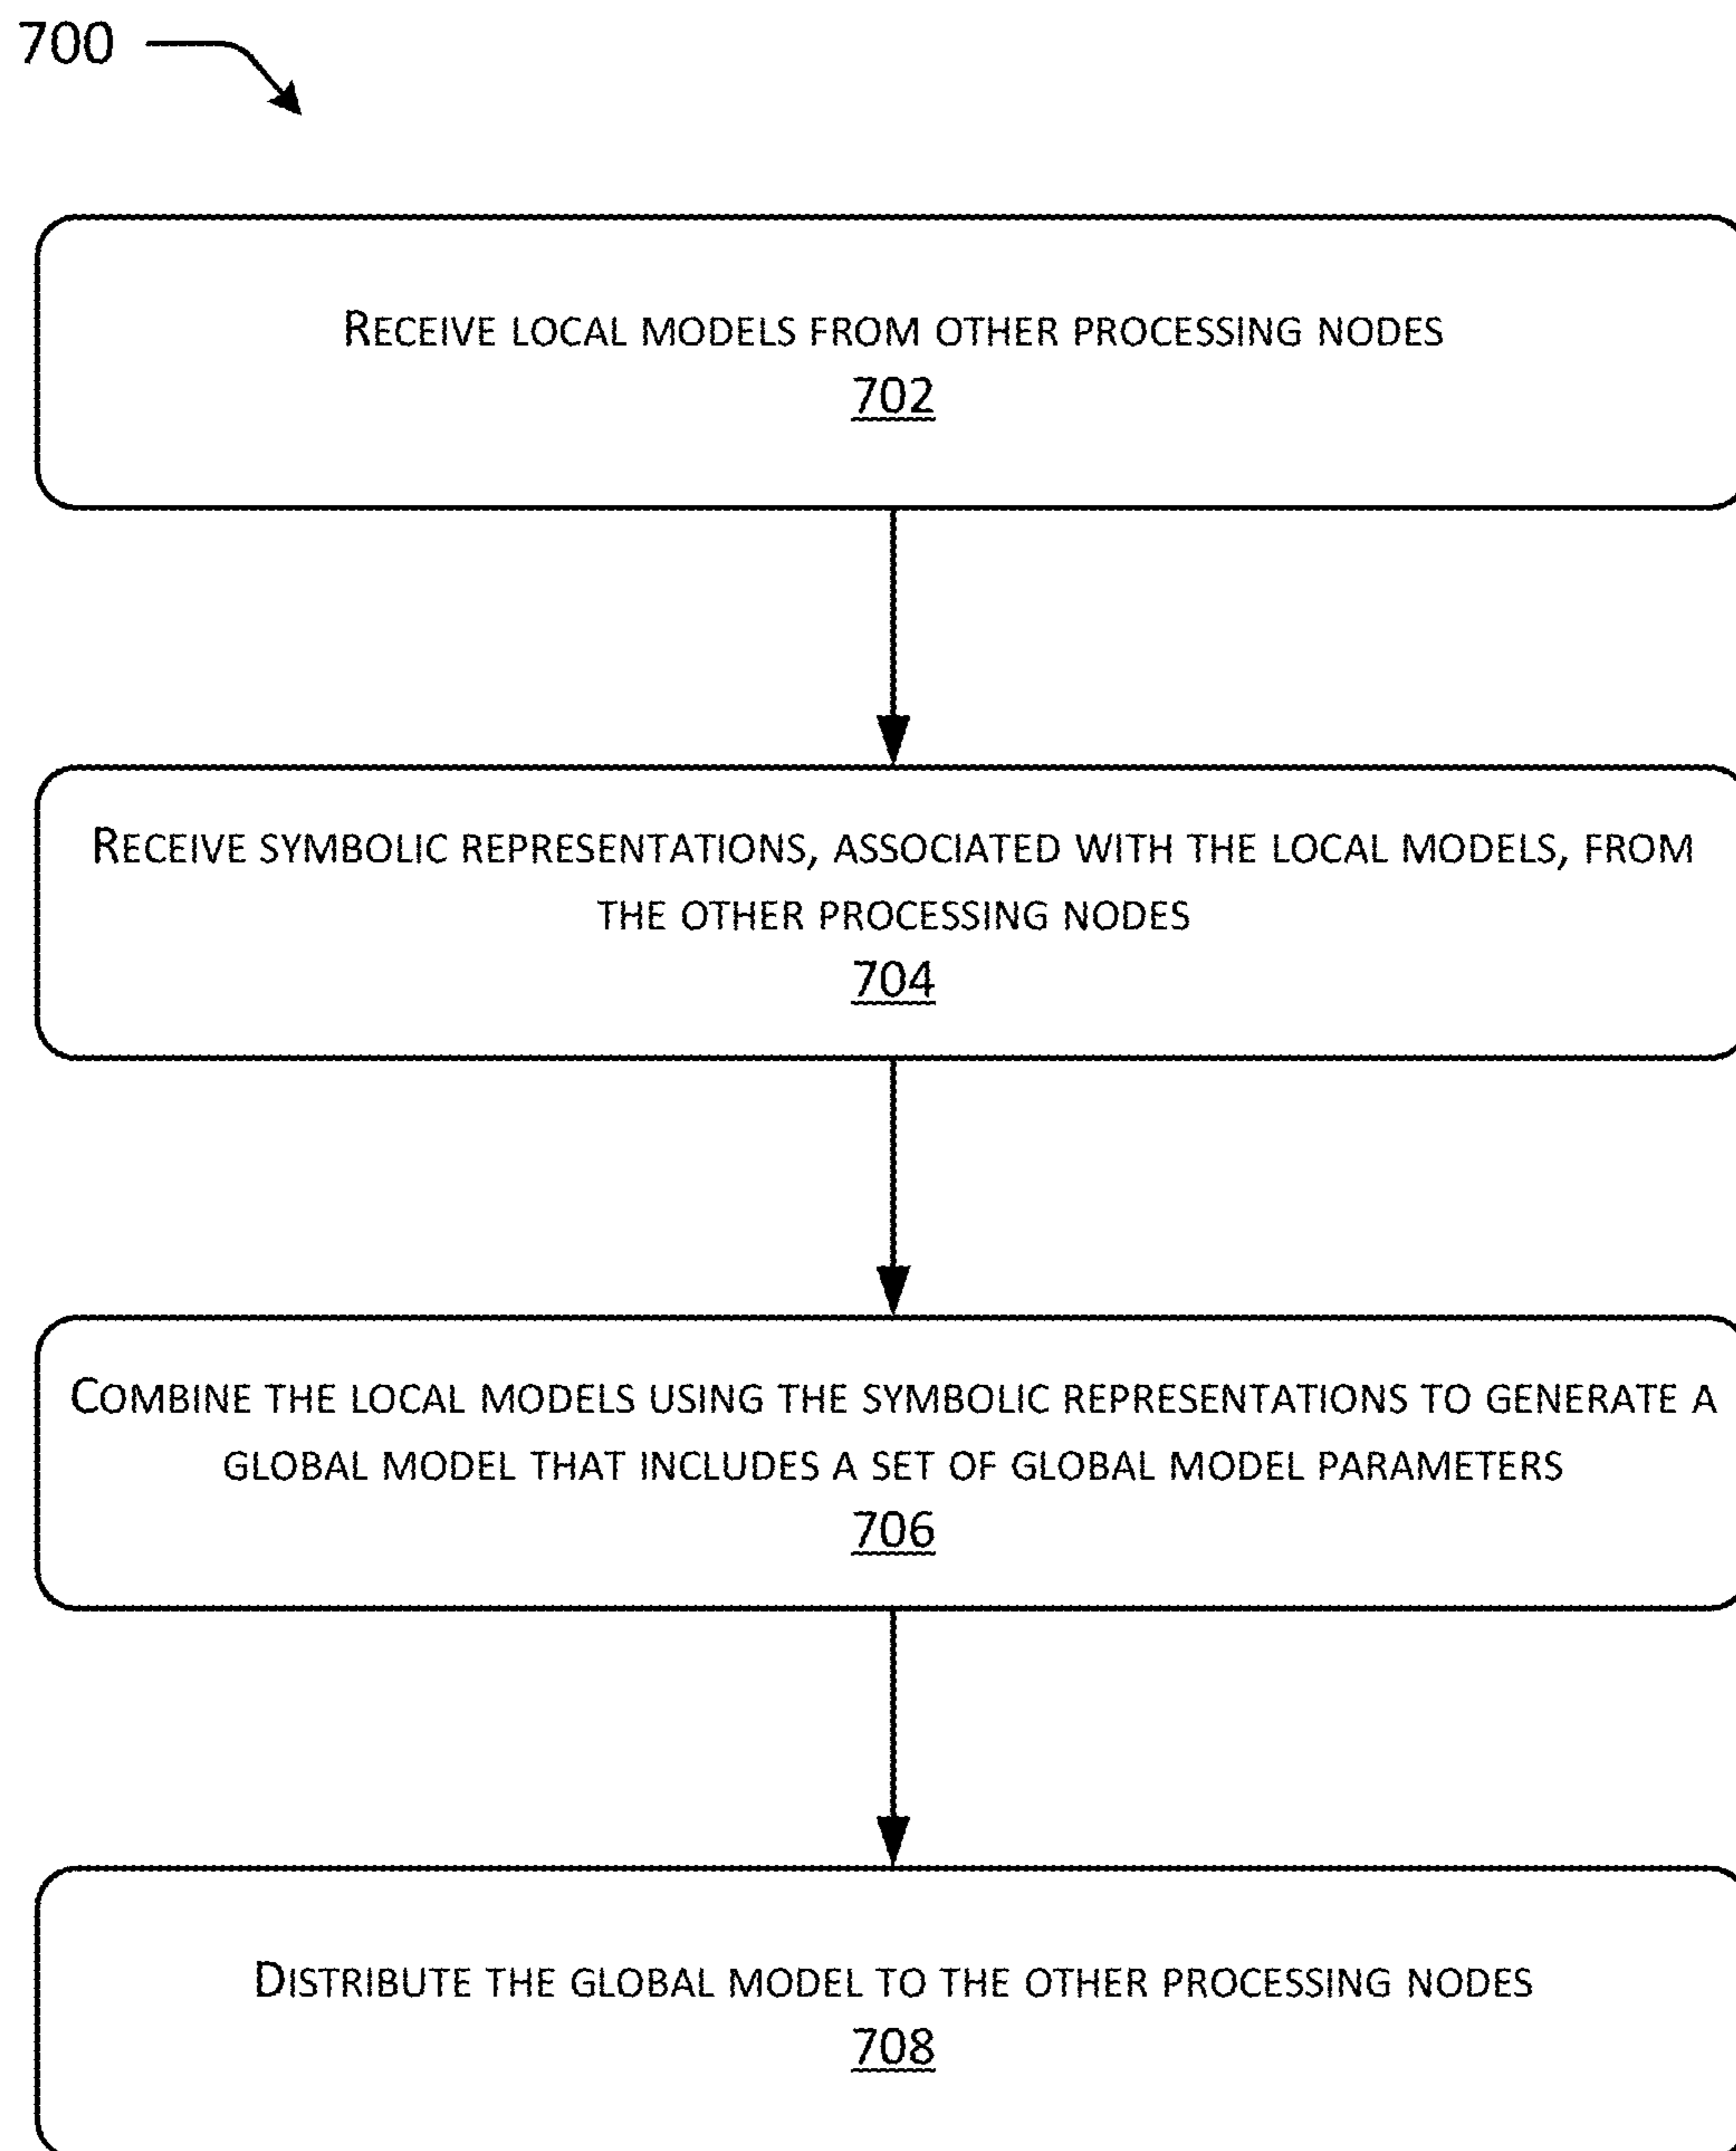 700
RECEIVE LOCAL MODELS FROM OTHER PROCESSING NODES
702
RECEIVE SYMBOLIC REPRESENTATIONS, ASSOCIATED WITH THE LOCAL MODELS, FROM
THE OTHER PROCESSING NODES
704
COMBINE THE LOCAL MODELS USING THE SYMBOLIC REPRESENTATIONS TO GENERATE A
GLOBAL MODEL THAT INCLUDES A SET OF GLOBAL MODEL PARAMETERS
706
DISTRIBUTE THE GLOBAL MODEL TO THE OTHER PROCESSING NODES
708